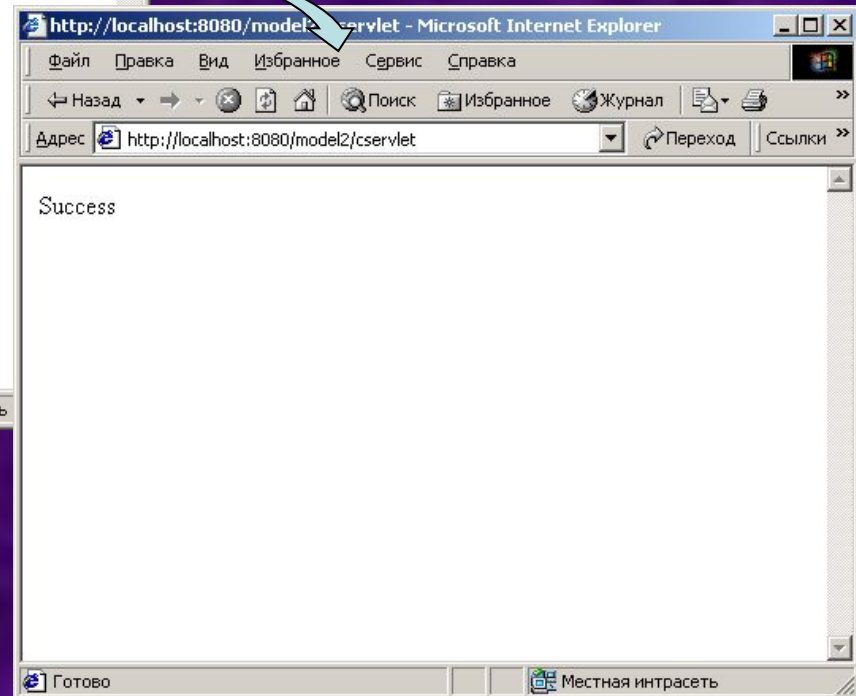 http://localhost:8080/model2/cservlet - Microsoft Internet Explorer
Файл Правка Вид Избранное Сервис Справка
Назад Поиск Избранное Журнал »
Адрес http://localhost:8080/model2/cservlet Переход Ссылки »
Success
ь
Готово Местная интрасеть